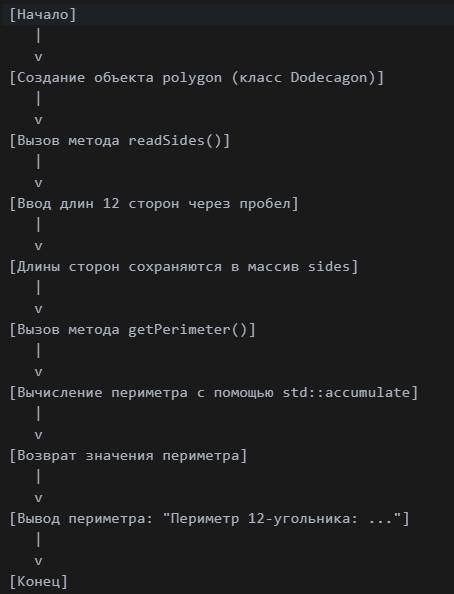 [Начало]
|
v
[Создание объекта polygon (класс Dodecagon)]
|
v
[Вызов метода readSides()]
|
v
[Ввод длин 12 сторон через пробел]
|
v
[Длины сторон сохраняются в массив sides]
|
v
[Вызов метода getPerimeter()]
|
v
[Вычисление периметра с помощью std::accumulate]
|
v
[Возврат значения периметра]
|
v
[Вывод периметра: "Периметр 12-угольника: ..."]
|
v
[Конец]